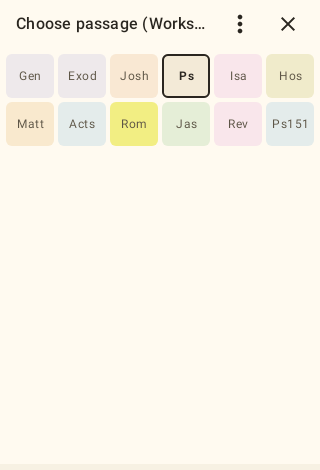 Choose passage (Works…
Gen Exod Josh Ps Isa Hos
Matt Acts Rom Jas Rev Ps151